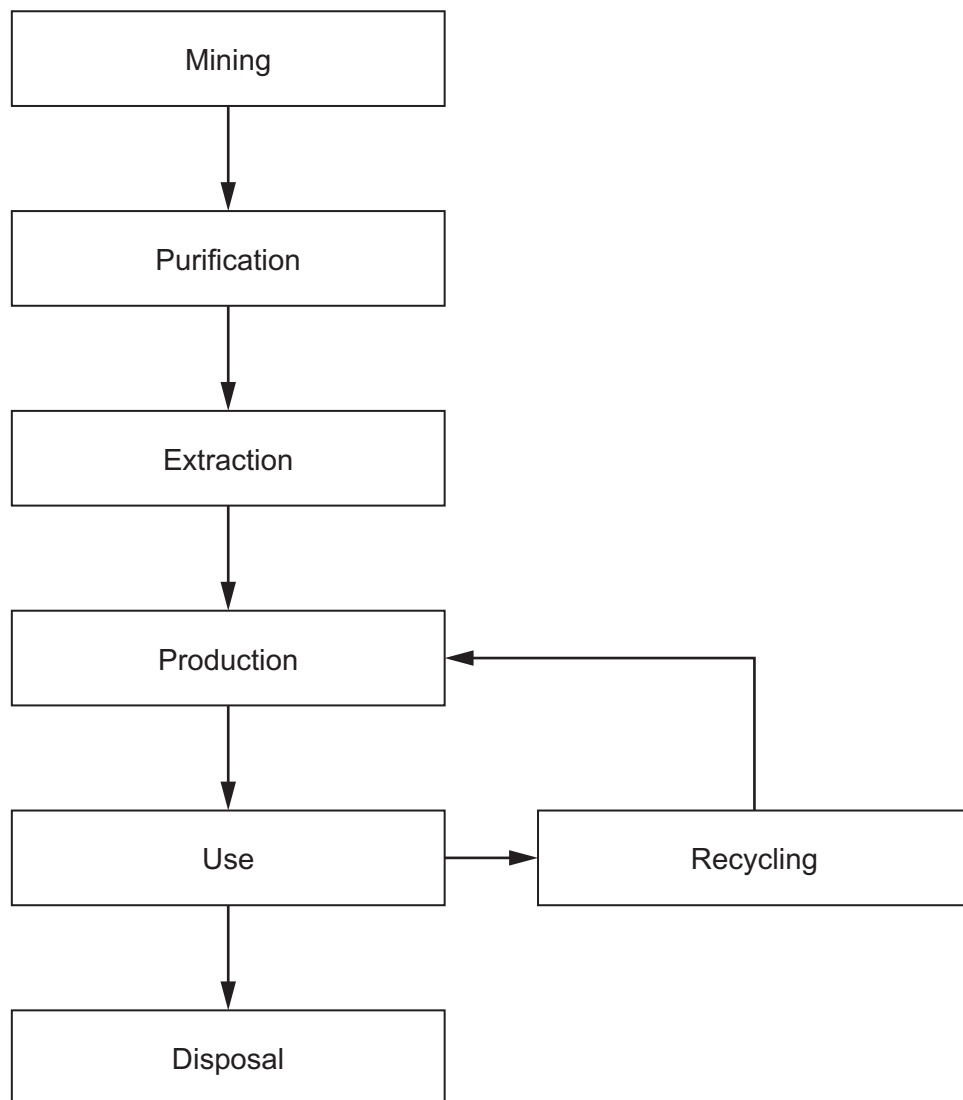 Mining
Purification
Extraction
Production
Use
Recycling
Disposal